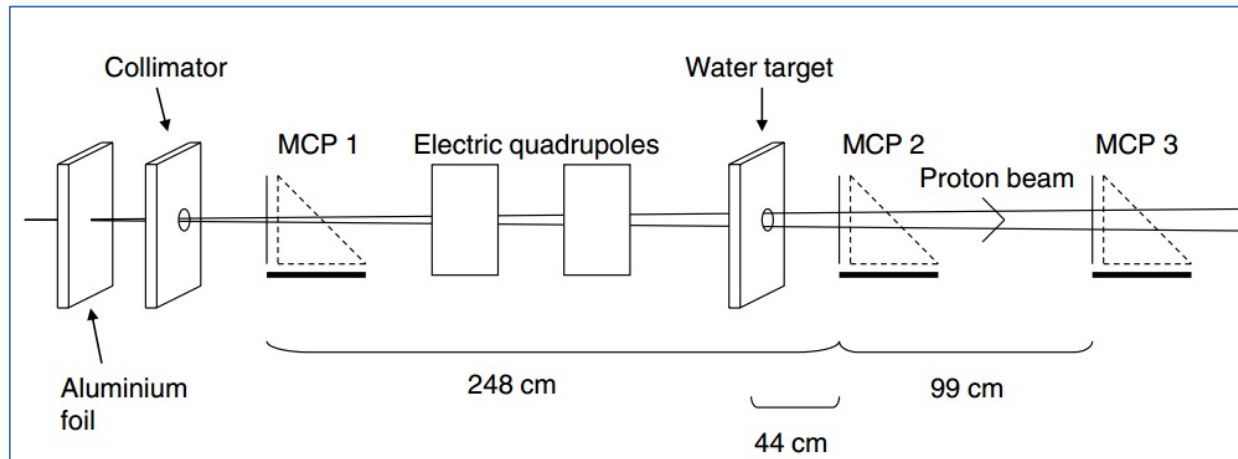 Collimator
Water target
MCP 1
Electric quadrupoles
MCP 2
MCP 3
Proton beam
Aluminium
foil
248 cm
99 cm
44 cm